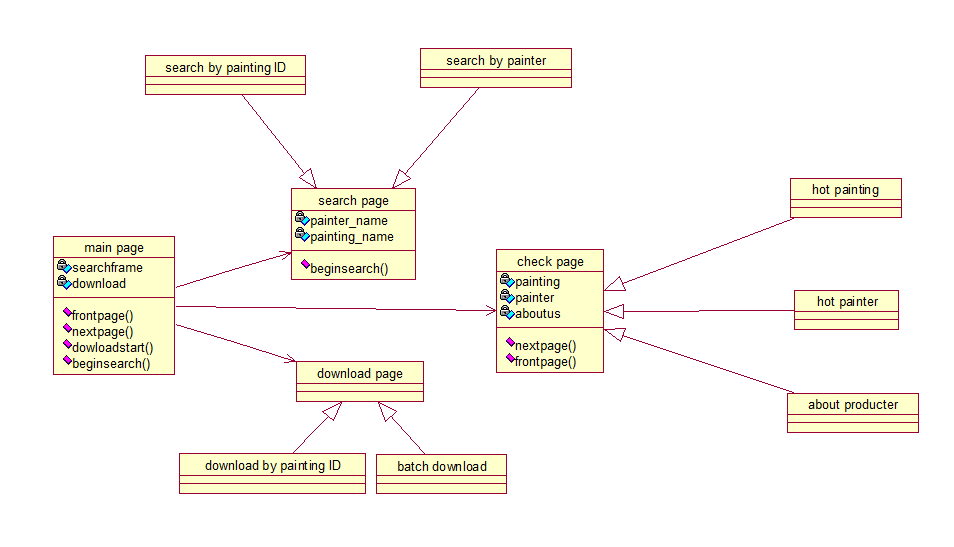 search by painting ID
search by painter
hot painting
search page
painter_name
painting_name
beginsearch()
main page
searchframe
download
frontpage()
nextpage()
dowloadstart()
beginsearch()
check page
painting
painter
aboutus
nextpage()
frontpage()
hot painter
download page
about producter
download by painting ID
batch download